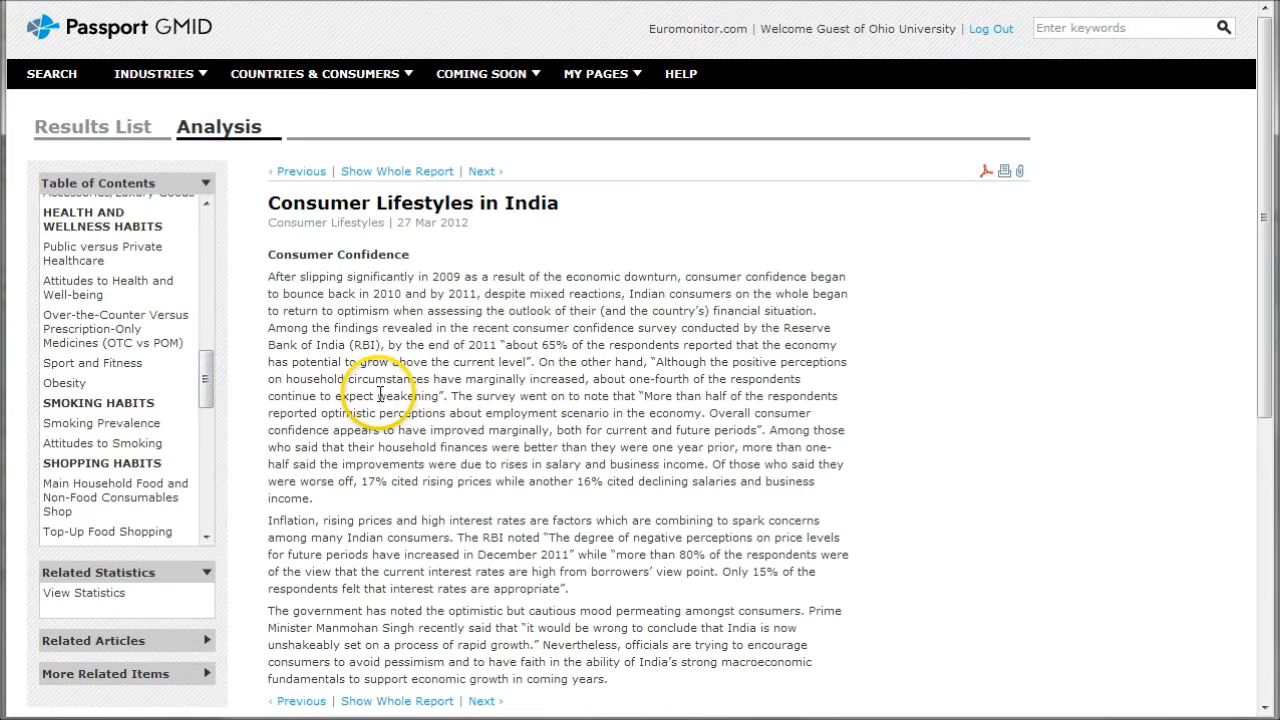 Passport GMID
Euromonitor.com | Welcome Guest of Ohio University | Log Out
Enter keywords
SEARCH INDUSTRIES COUNTRIES & CONSUMERS COMING SOON MY PAGES HELP
Results List Analysis
Table of Contents
Accessories/Luxury Goods
HEALTH AND
WELLNESS HABITS
Public versus Private
Healthcare
Attitudes to Health and
Well-being
Over-the-Counter Versus
Prescription-Only
Medicines (OTC vs POM)
Sport and Fitness
Obesity
SMOKING HABITS
Smoking Prevalence
Attitudes to Smoking
SHOPPING HABITS
Main Household Food and
Non-Food Consumables
Shop
Top-Up Food Shopping
Related Statistics
View Statistics
Related Articles
More Related Items
‹ Previous | Show Whole Report | Next ›
Consumer Lifestyles in India
Consumer Lifestyles | 27 Mar 2012
Consumer Confidence
After slipping significantly in 2009 as a result of the economic downturn, consumer confidence began
to bounce back in 2010 and by 2011, despite mixed reactions, Indian consumers on the whole began
to return to optimism when assessing the outlook of their (and the country’s) financial situation.
Among the findings revealed in the recent consumer confidence survey conducted by the Reserve
Bank of India (RBI), by the end of 2011 “about 65% of the respondents reported that the economy
has potential to grow above the current level”. On the other hand, “Although the positive perceptions
on household circumstances have marginally increased, about one-fourth of the respondents
continue to expect weakening”. The survey went on to note that “More than half of the respondents
reported optimistic perceptions about employment scenario in the economy. Overall consumer
confidence appears to have improved marginally, both for current and future periods”. Among those
who said that their household finances were better than they were one year prior, more than one-
half said the improvements were due to rises in salary and business income. Of those who said they
were worse off, 17% cited rising prices while another 16% cited declining salaries and business
income.
Inflation, rising prices and high interest rates are factors which are combining to spark concerns
among many Indian consumers. The RBI noted “The degree of negative perceptions on price levels
for future periods have increased in December 2011” while “more than 80% of the respondents were
of the view that the current interest rates are high from borrowers’ view point. Only 15% of the
respondents felt that interest rates are appropriate”.
The government has noted the optimistic but cautious mood permeating amongst consumers. Prime
Minister Manmohan Singh recently said that “it would be wrong to conclude that India is now
unshakeably set on a process of rapid growth.” Nevertheless, officials are trying to encourage
consumers to avoid pessimism and to have faith in the ability of India’s strong macroeconomic
fundamentals to support economic growth in coming years.
‹ Previous | Show Whole Report | Next ›